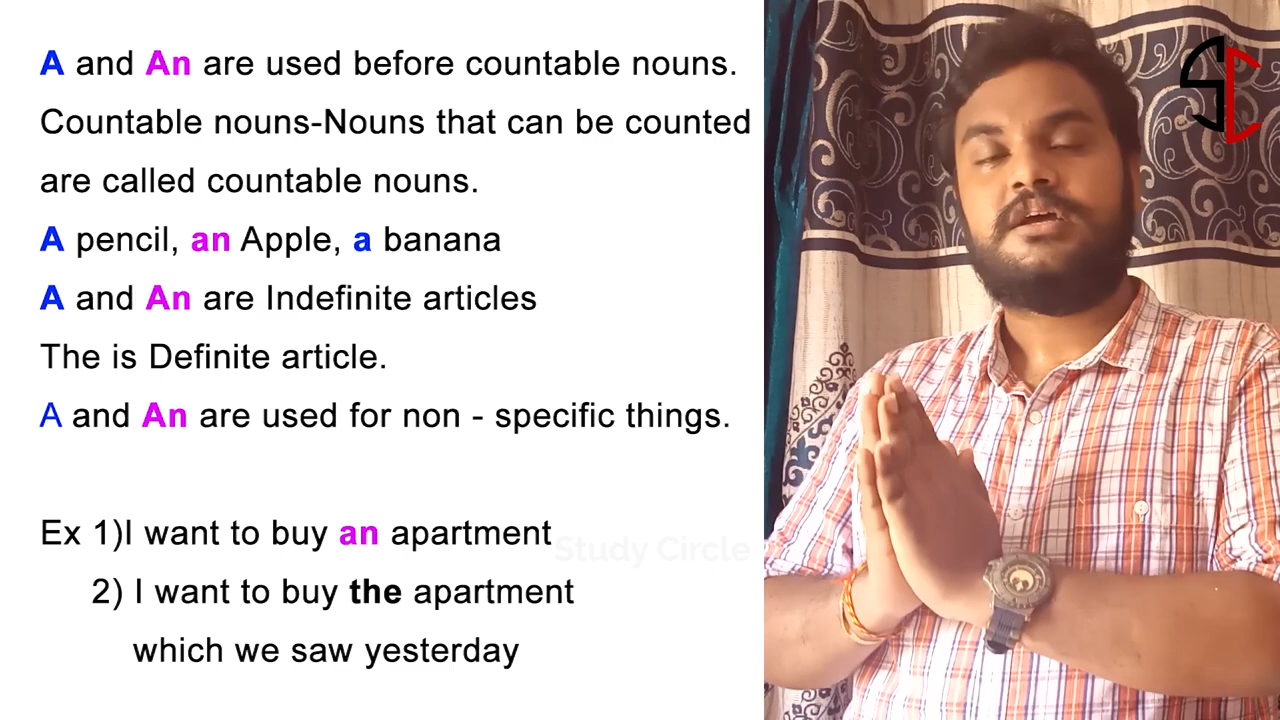 A and An are used before countable nouns.
Countable nouns-Nouns that can be counted
are called countable nouns.
A pencil, an Apple, a banana
A and An are Indefinite articles
The is Definite article.
A and An are used for non - specific things.
Ex 1)I want to buy an apartment
Study Circle
2) I want to buy the apartment
which we saw yesterday